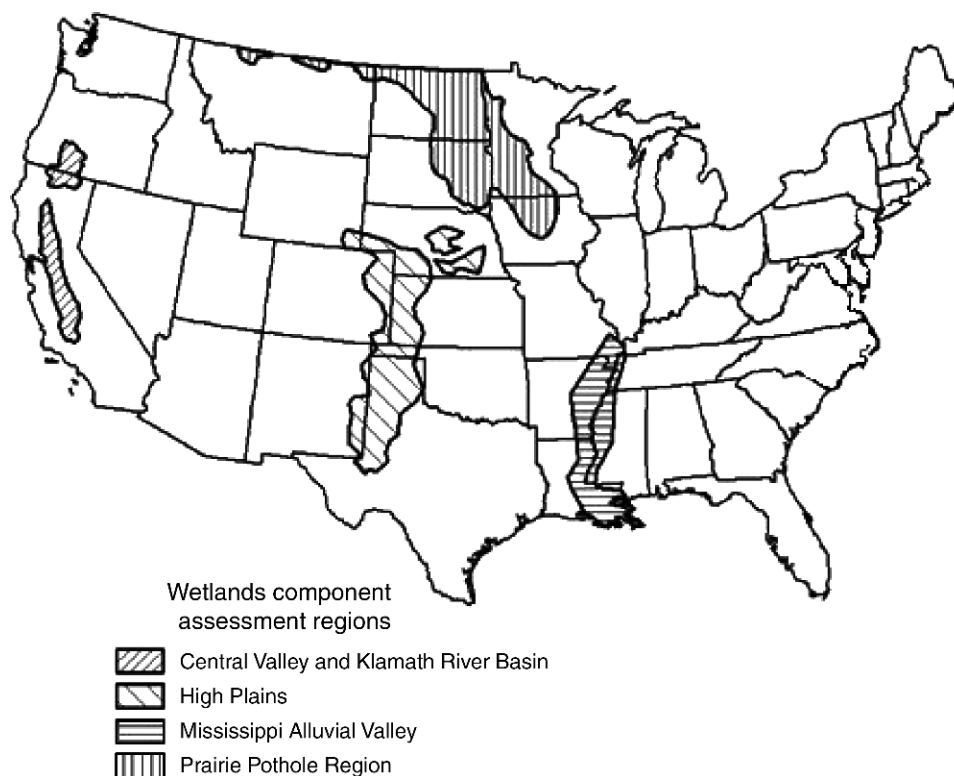 Wetlands component
assessment regions
Central Valley and Klamath River Basin
High Plains
Mississippi Alluvial Valley
Prairie Pothole Region